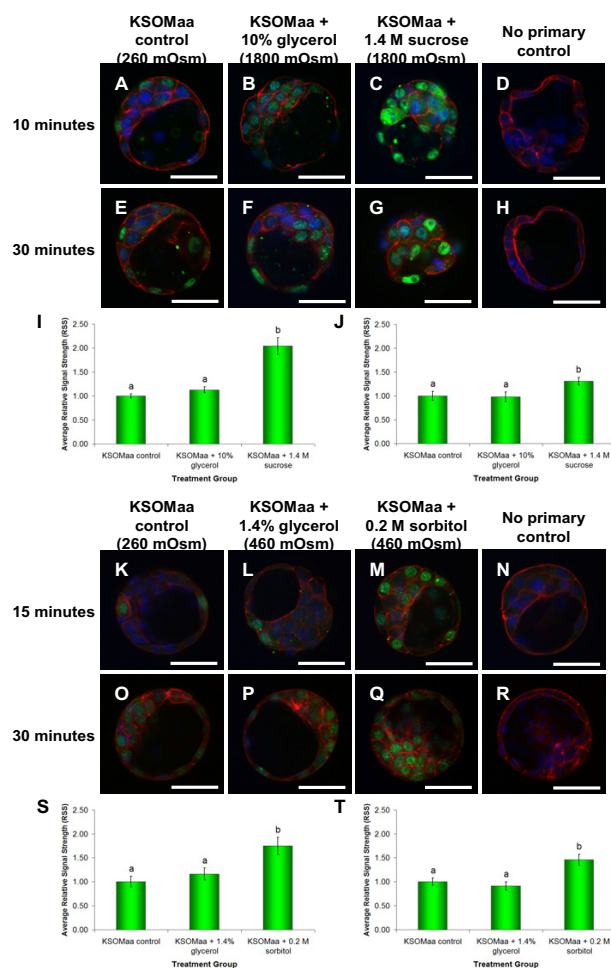 KSOMaa
control
(260 mOsm)
KSOMaa +
10% glycerol
(1800 mOsm)
KSOMaa +
1.4 M sucrose
(1800 mOsm)
No primary
control
10 minutes
A
B
C
D
30 minutes
E
F
G
H
I
Average Relative Signal Strength (RSS)
2.50
2.00
1.50
1.00
0.50
0.00
a
a
b
KSOMaa control
KSOMaa + 10%
glycerol
KSOMaa + 1.4 M
sucrose
Treatment Group
J
Average Relative Signal Strength (RSS)
2.50
2.00
1.50
1.00
0.50
0.00
a
a
b
KSOMaa control
KSOMaa + 10%
glycerol
KSOMaa + 1.4 M
sucrose
Treatment Group
KSOMaa
control
(260 mOsm)
KSOMaa +
1.4% glycerol
(460 mOsm)
KSOMaa +
0.2 M sorbitol
(460 mOsm)
No primary
control
15 minutes
K
L
M
N
30 minutes
O
P
Q
R
S
Average Relative Signal Strength (RSS)
2.50
2.00
1.50
1.00
0.50
0.00
a
a
b
KSOMaa control
KSOMaa + 1.4%
glycerol
KSOMaa + 0.2 M
sorbitol
Treatment Group
T
Average Relative Signal Strength (RSS)
2.50
2.00
1.50
1.00
0.50
0.00
a
a
b
KSOMaa control
KSOMaa + 1.4%
glycerol
KSOMaa + 0.2 M
sorbitol
Treatment Group